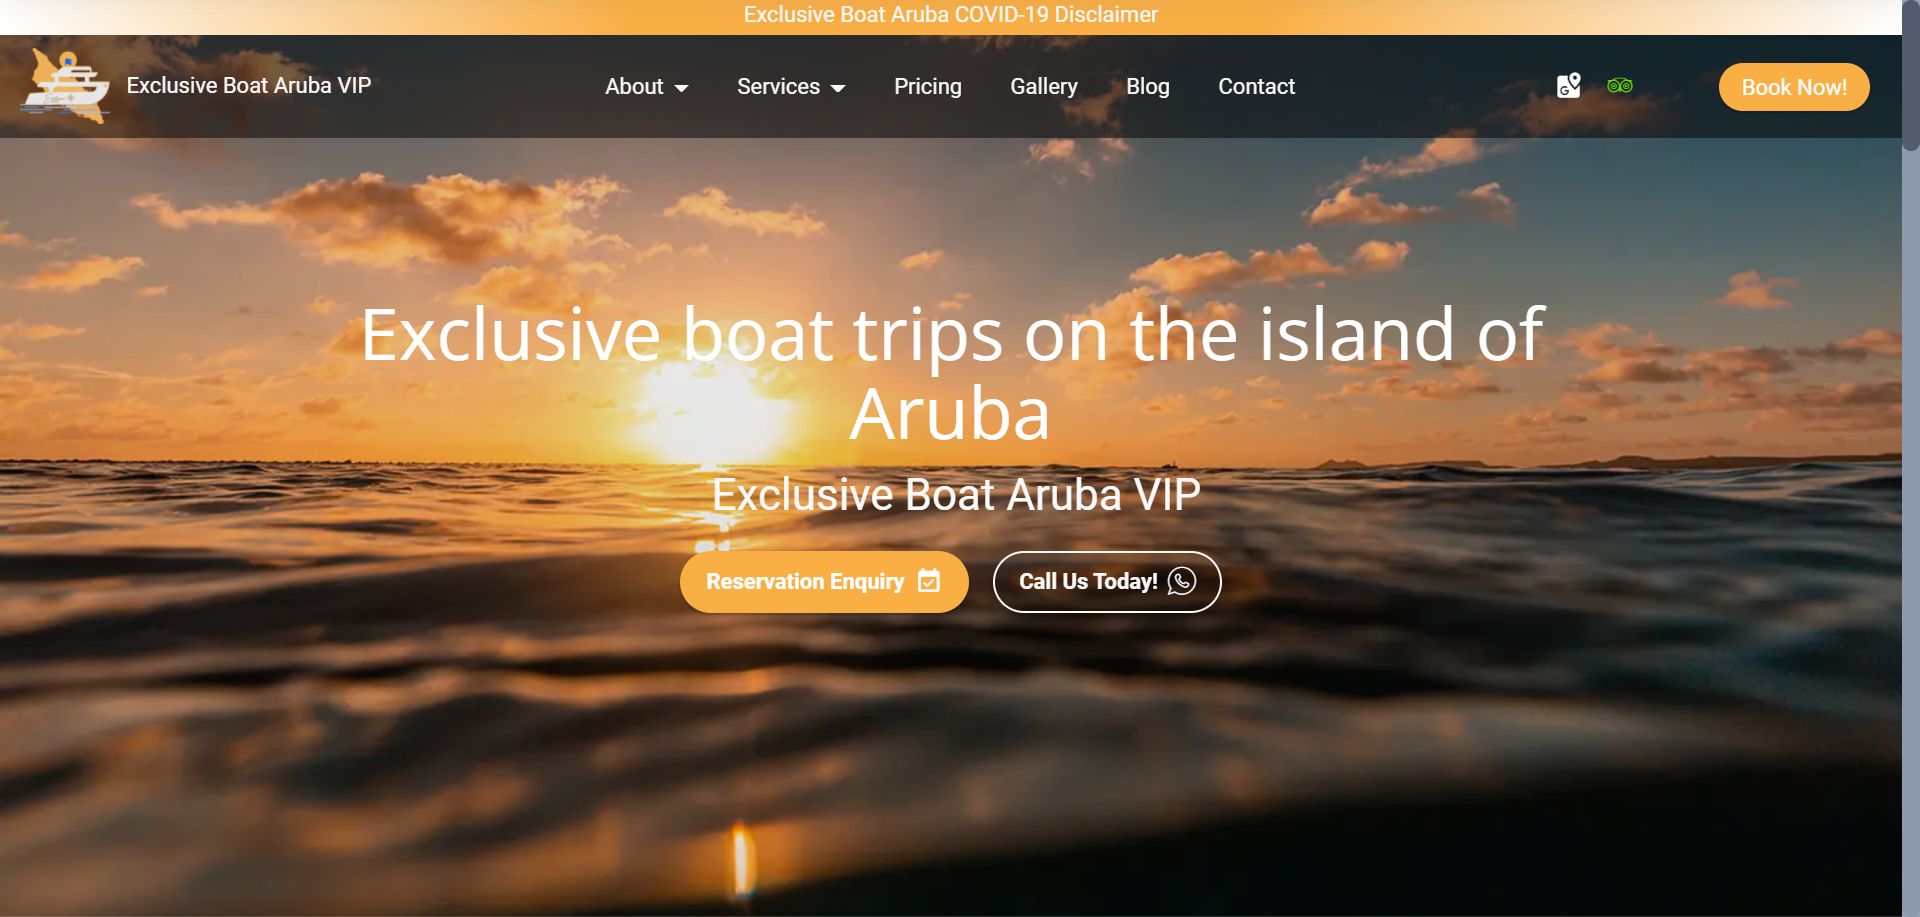 Exclusive Boat Aruba COVID-19 Disclaimer
Exclusive Boat Aruba VIP
About
Services
Pricing
Gallery
Blog
Contact
Book Now!
Exclusive boat trips on the island of
Aruba
Exclusive Boat Aruba VIP
Reservation Enquiry
Call Us Today!